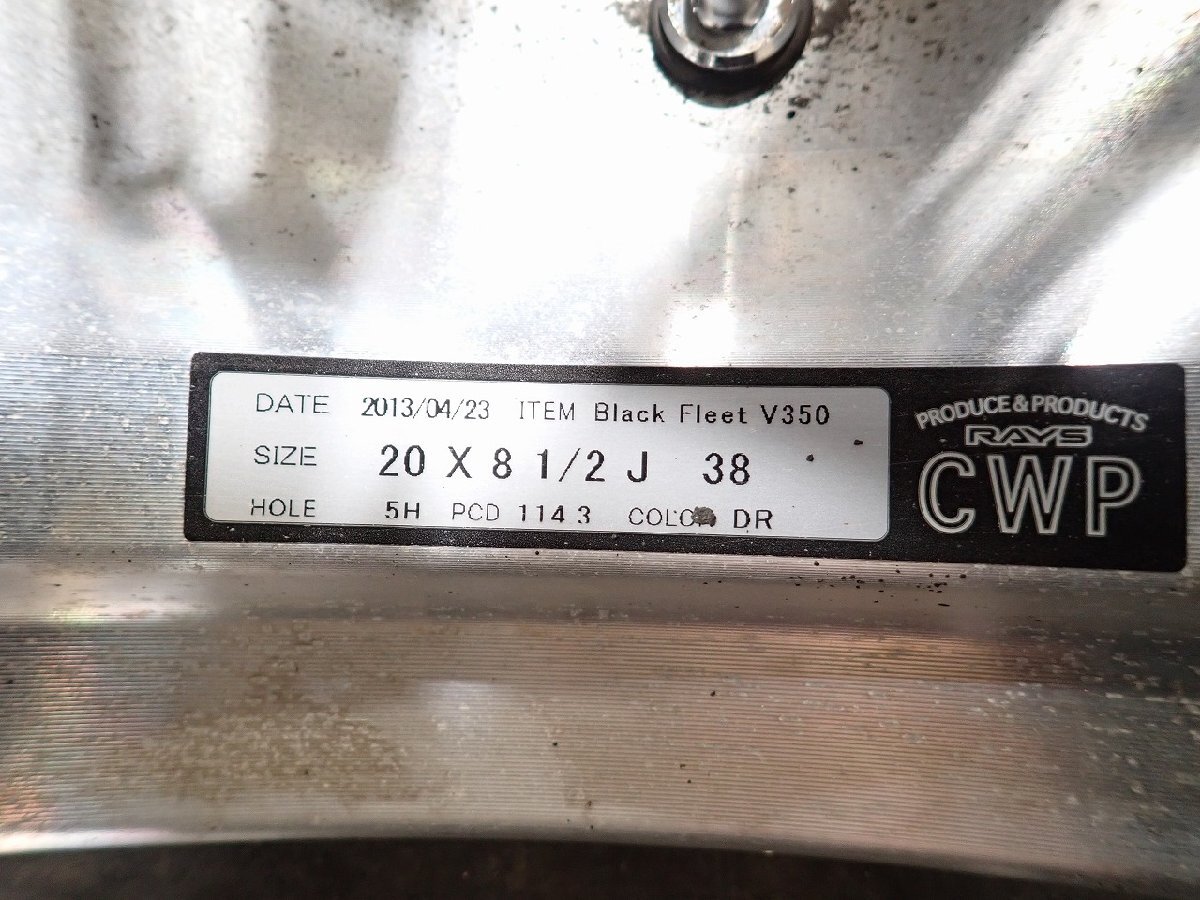 DATE 2013/04/23 ITEM Black Fleet V350
SIZE 20 X 8 1/2 J 38
HOLE 5H PCD 114.3 COLOR DR
PRODUCE & PRODUCTS
RAYS
CWP